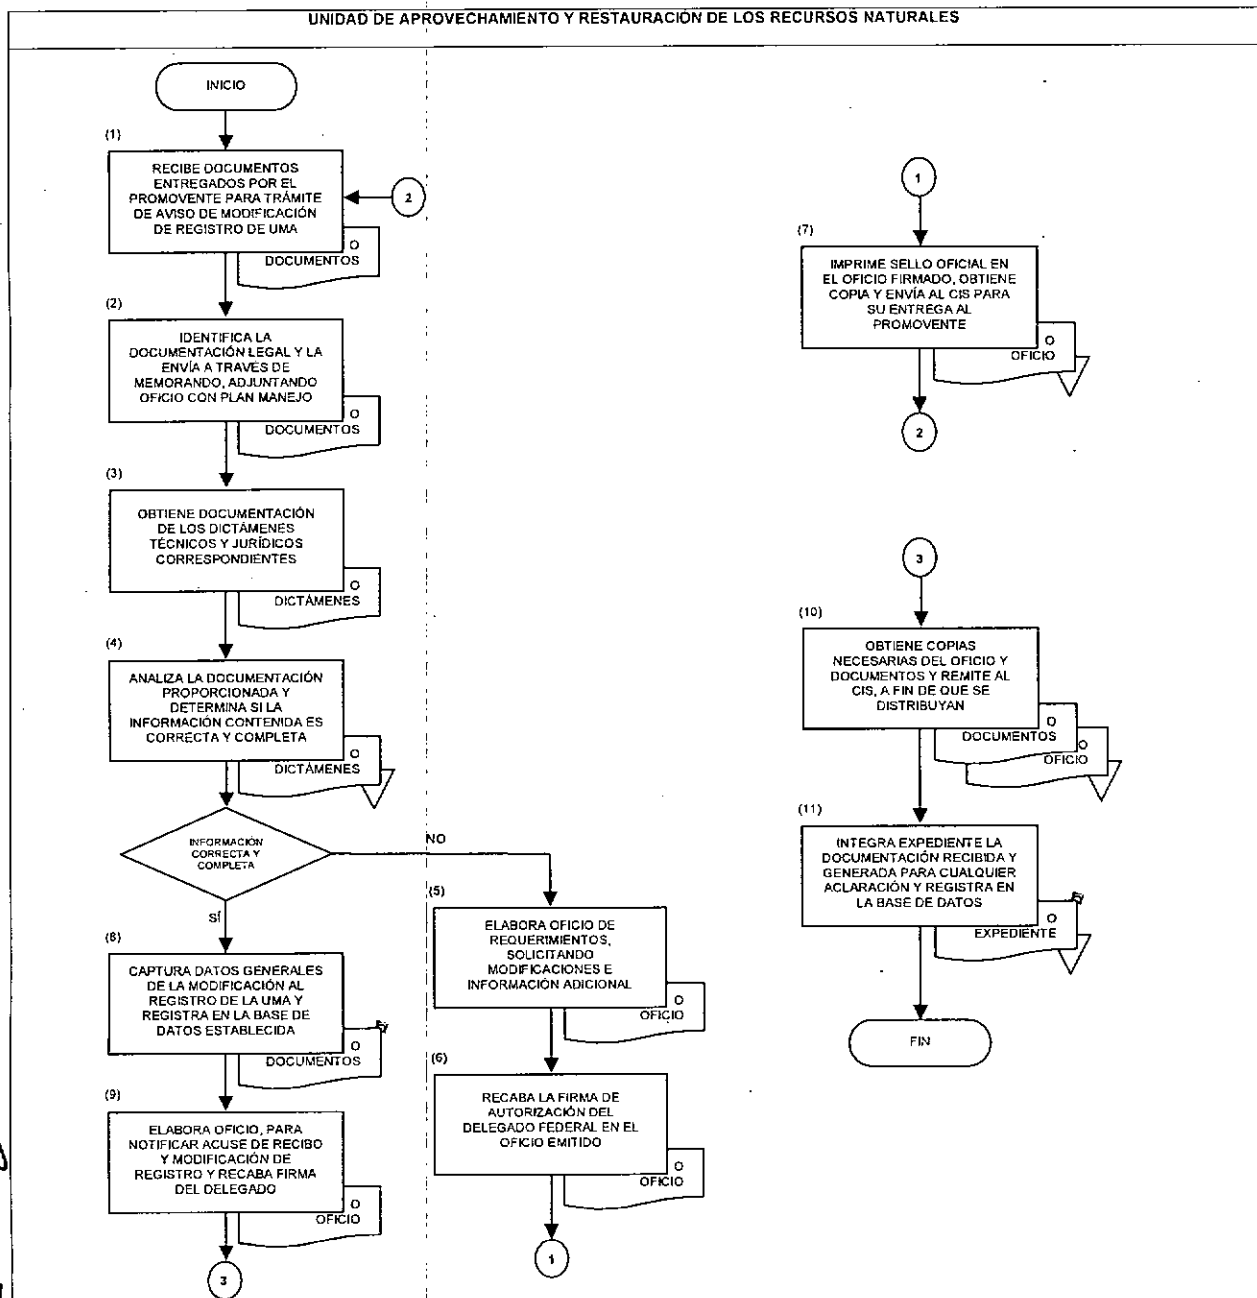 UNIDAD DE APROVECHAMIENTO Y RESTAURACIÓN DE LOS RECURSOS NATURALES
INICIO
(1)
RECIBE DOCUMENTOS
ENTREGADOS POR EL
PROMOVENTE PARA TRÁMITE
DE AVISO DE MODIFICACIÓN
DE REGISTRO DE UMA
2
O
DOCUMENTOS
(2)
IDENTIFICA LA
DOCUMENTACIÓN LEGAL Y LA
ENVÍA A TRAVÉS DE
MEMORANDO, ADJUNTANDO
OFICIO CON PLAN MANEJO
O
DOCUMENTOS
(3)
OBTIENE DOCUMENTACIÓN
DE LOS DICTÁMENES
TÉCNICOS Y JURÍDICOS
CORRESPONDIENTES
O
DICTÁMENES
(4)
ANALIZA LA DOCUMENTACIÓN
PROPORCIONADA Y
DETERMINA SI LA
INFORMACIÓN CONTENIDA ES
CORRECTA Y COMPLETA
O
DICTÁMENES
INFORMACIÓN
CORRECTA Y
COMPLETA
NO
SÍ
(8)
CAPTURA DATOS GENERALES
DE LA MODIFICACIÓN AL
REGISTRO DE LA UMA Y
REGISTRA EN LA BASE DE
DATOS ESTABLECIDA
O
DOCUMENTOS
(9)
ELABORA OFICIO, PARA
NOTIFICAR ACUSE DE RECIBO
Y MODIFICACIÓN DE
REGISTRO Y RECABA FIRMA
DEL DELEGADO
O
OFICIO
3
(5)
ELABORA OFICIO DE
REQUERIMIENTOS,
SOLICITANDO
MODIFICACIONES E
INFORMACIÓN ADICIONAL
O
OFICIO
(6)
RECABA LA FIRMA DE
AUTORIZACIÓN DEL
DELEGADO FEDERAL EN EL
OFICIO EMITIDO
O
OFICIO
1
1
(7)
IMPRIME SELLO OFICIAL EN
EL OFICIO FIRMADO, OBTIENE
COPIA Y ENVÍA AL CIS PARA
SU ENTREGA AL
PROMOVENTE
O
OFICIO
2
3
(10)
OBTIENE COPIAS
NECESARIAS DEL OFICIO Y
DOCUMENTOS Y REMITE AL
CIS, A FIN DE QUE SE
DISTRIBUYAN
O
DOCUMENTOS
O
OFICIO
(11)
INTEGRA EXPEDIENTE LA
DOCUMENTACIÓN RECIBIDA Y
GENERADA PARA CUALQUIER
ACLARACIÓN Y REGISTRA EN
LA BASE DE DATOS
O
EXPEDIENTE
FIN